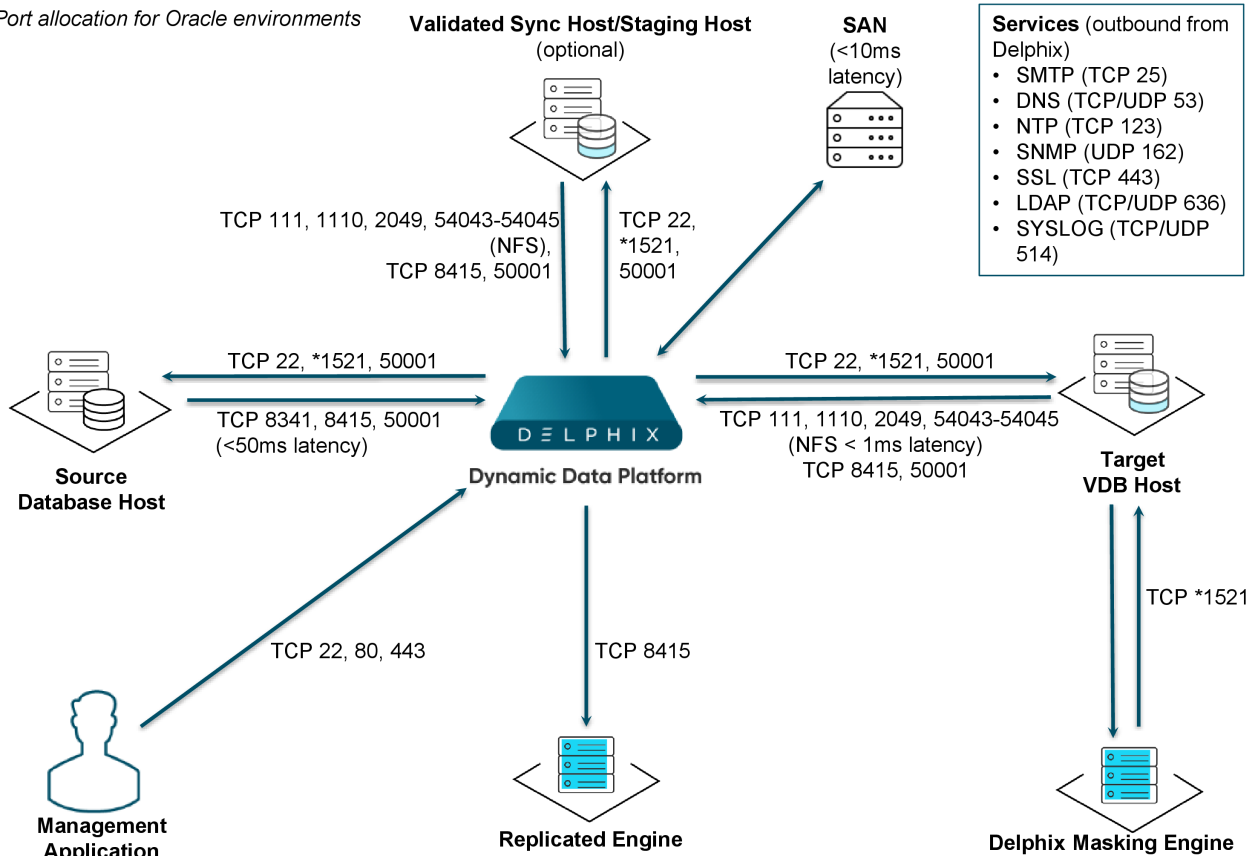 Port allocation for Oracle environments
Validated Sync Host/Staging Host
(optional)
SAN
(<10ms
latency)
Services (outbound from
Delphix)
• SMTP (TCP 25)
• DNS (TCP/UDP 53)
• NTP (TCP 123)
• SNMP (UDP 162)
• SSL (TCP 443)
• LDAP (TCP/UDP 636)
• SYSLOG (TCP/UDP
514)
TCP 111, 1110, 2049, 54043-54045
(NFS),
TCP 8415, 50001
TCP 22,
*1521,
50001
TCP 22, *1521, 50001
TCP 8341, 8415, 50001
(<50ms latency)
Source
Database Host
DELPHIX
Dynamic Data Platform
TCP 22, *1521, 50001
TCP 111, 1110, 2049, 54043-54045
(NFS < 1ms latency)
TCP 8415, 50001
Target
VDB Host
TCP *1521
TCP 22, 80, 443
TCP 8415
Management
Application
Replicated Engine
Delphix Masking Engine